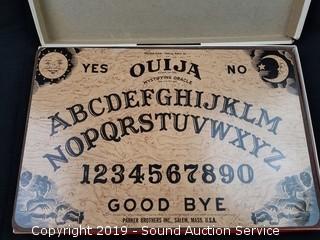 YES OUIJA NO
MYSTIFYING ORACLE
ABCDEFGHIJKLM
NOPQRSTUVWXYZ
1234567890
GOOD BYE
PARKER BROTHERS INC., SALEM, MASS. U.S.A.
Copyright 2019 - Sound Auction Service